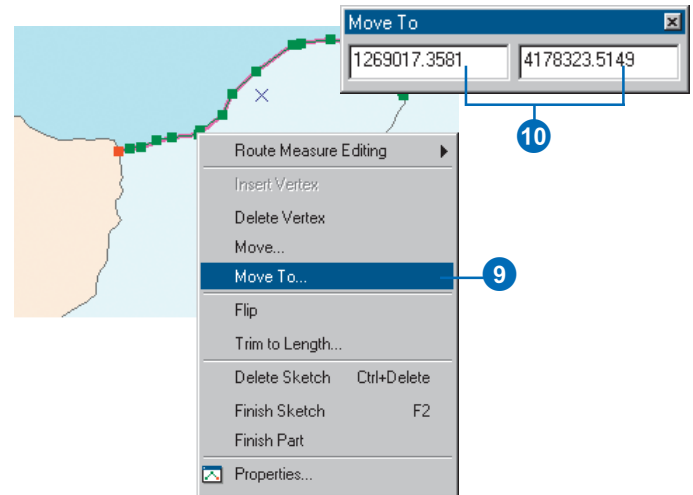 Move To
1269017.3581 4178323.5149
10
Route Measure Editing
Insert Vertex
Delete Vertex
Move...
Move To...
9
Flip
Trim to Length...
Delete Sketch Ctrl+Delete
Finish Sketch F2
Finish Part
Properties...